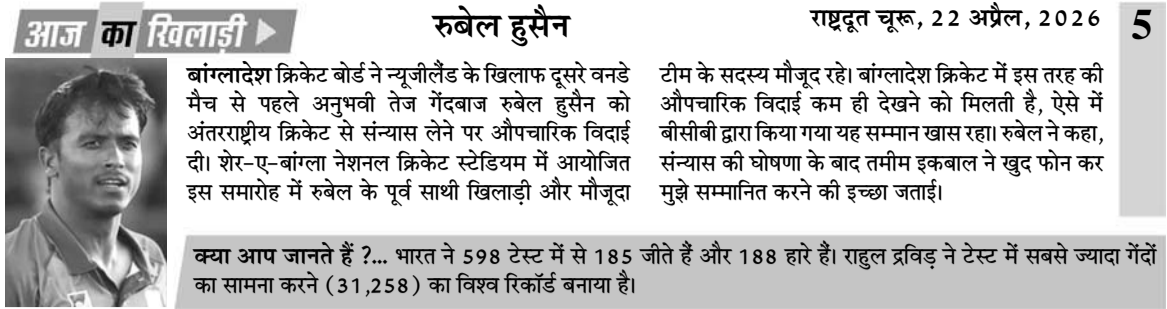 आज का खिलाड़ी
रुबेल हुसैन
राष्ट्रदूत चूरू, 22 अप्रैल, 2026
5
बांग्लादेश क्रिकेट बोर्ड ने न्यूजीलैंड के खिलाफ दूसरे वनडे
मैच से पहले अनुभवी तेज गेंदबाज रुबेल हुसैन को
अंतरराष्ट्रीय क्रिकेट से संन्यास लेने पर औपचारिक विदाई
दी। शेर-ए-बांग्ला नेशनल क्रिकेट स्टेडियम में आयोजित
इस समारोह में रुबेल के पूर्व साथी खिलाड़ी और मौजूदा
टीम के सदस्य मौजूद रहे। बांग्लादेश क्रिकेट में इस तरह की
औपचारिक विदाई कम ही देखने को मिलती है, ऐसे में
बीसीबी द्वारा किया गया यह सम्मान खास रहा। रुबेल ने कहा,
संन्यास की घोषणा के बाद तमीम इकबाल ने खुद फोन कर
मुझे सम्मानित करने की इच्छा जताई।
क्या आप जानते हैं ?... भारत ने 598 टेस्ट में से 185 जीते हैं और 188 हारे हैं। राहुल द्रविड़ ने टेस्ट में सबसे ज्यादा गेंदों
का सामना करने (31,258) का विश्व रिकॉर्ड बनाया है।